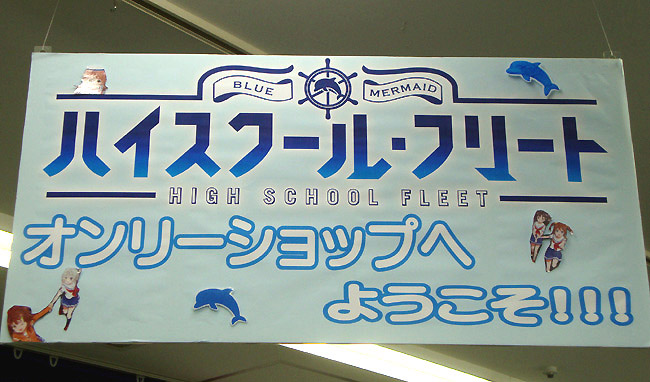 BLUE MERMAID
ハイスクール・フリート
HIGH SCHOOL FLEET
オンリーショップへ
ようこそ!!!